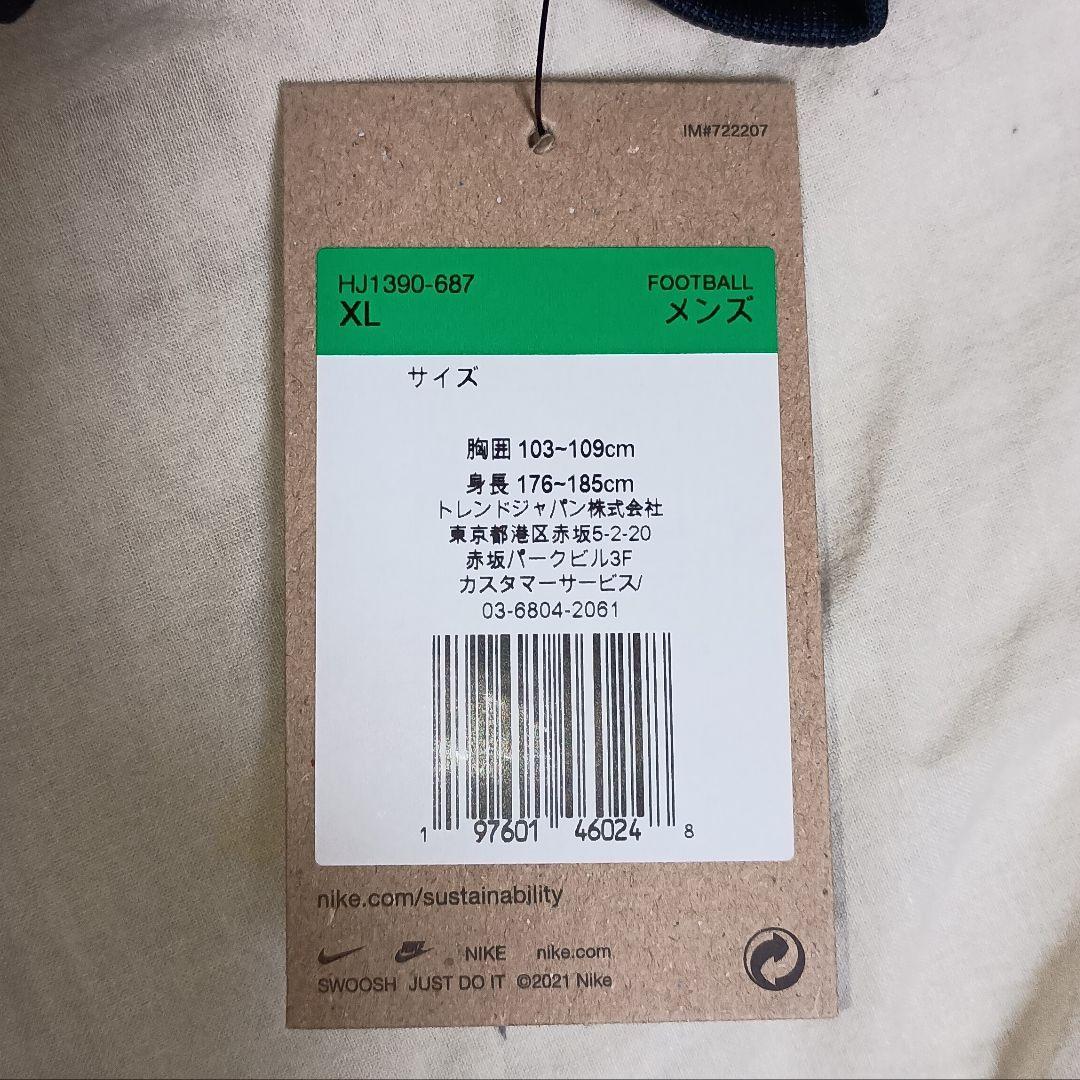 IM#722207
HJ1390-687 FOOTBALL
XL メンズ
サイズ
胸囲 103~109cm
身長 176~185cm
トレンドジャパン株式会社
東京都港区赤坂5-2-20
赤坂パークビル3F
カスタマーサービス/
03-6804-2061
1 97601 46024 8
nike.com/sustainability
NIKE NIKE nike.com
SWOOSH JUST DO IT ©2021 Nike